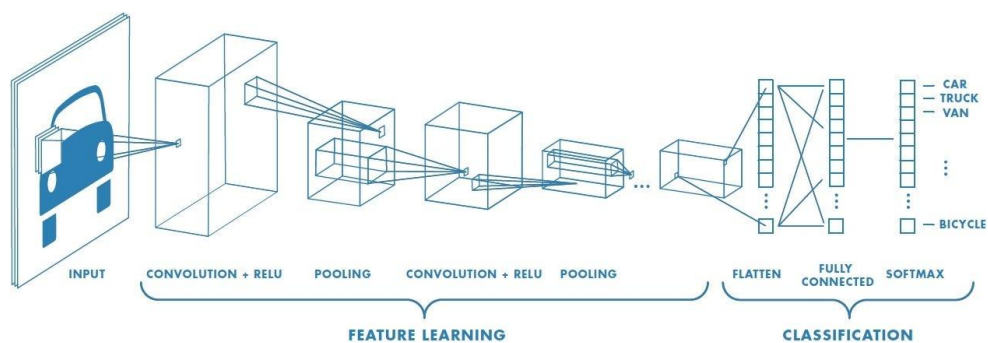 CAR
TRUCK
VAN
BICYCLE
INPUT
CONVOLUTION + RELU
POOLING
CONVOLUTION + RELU
POOLING
FLATTEN
FULLY
CONNECTED
SOFTMAX
FEATURE LEARNING
CLASSIFICATION